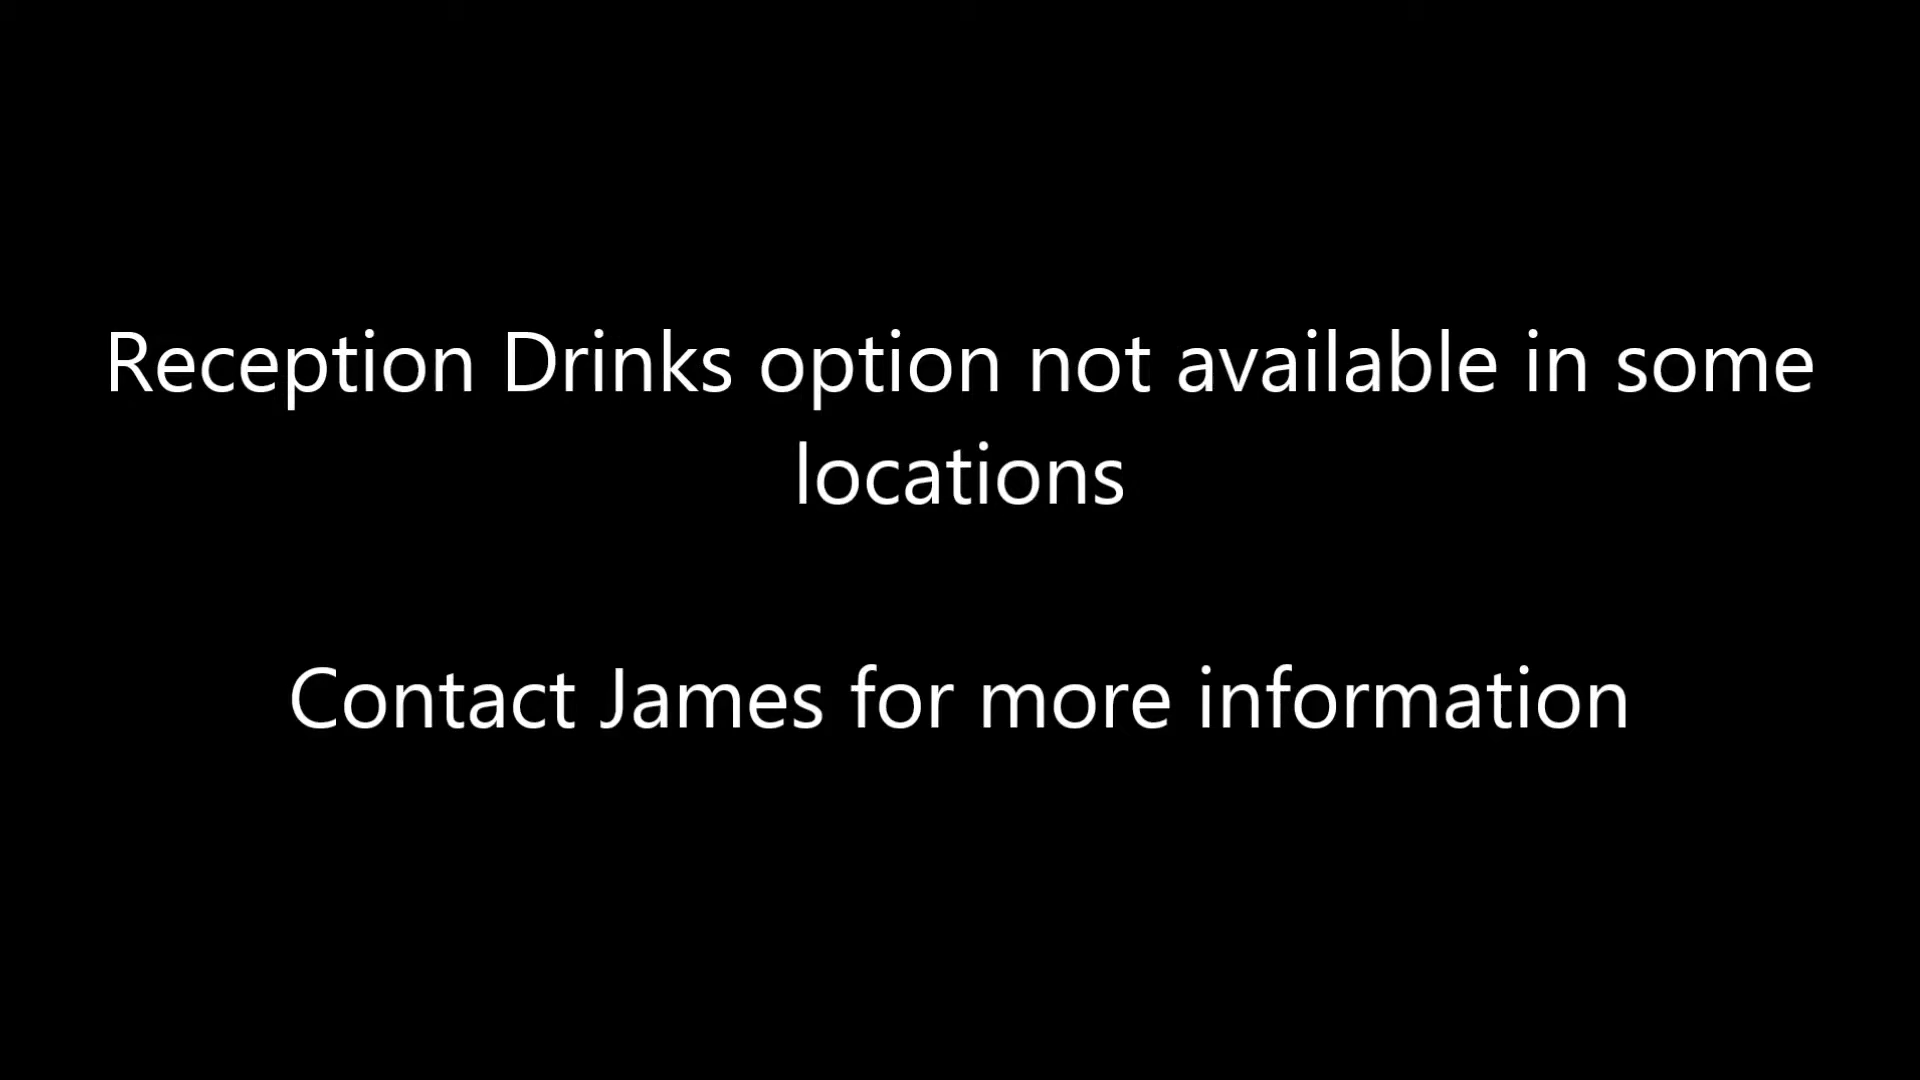 Reception Drinks option not available in some
locations
Contact James for more information